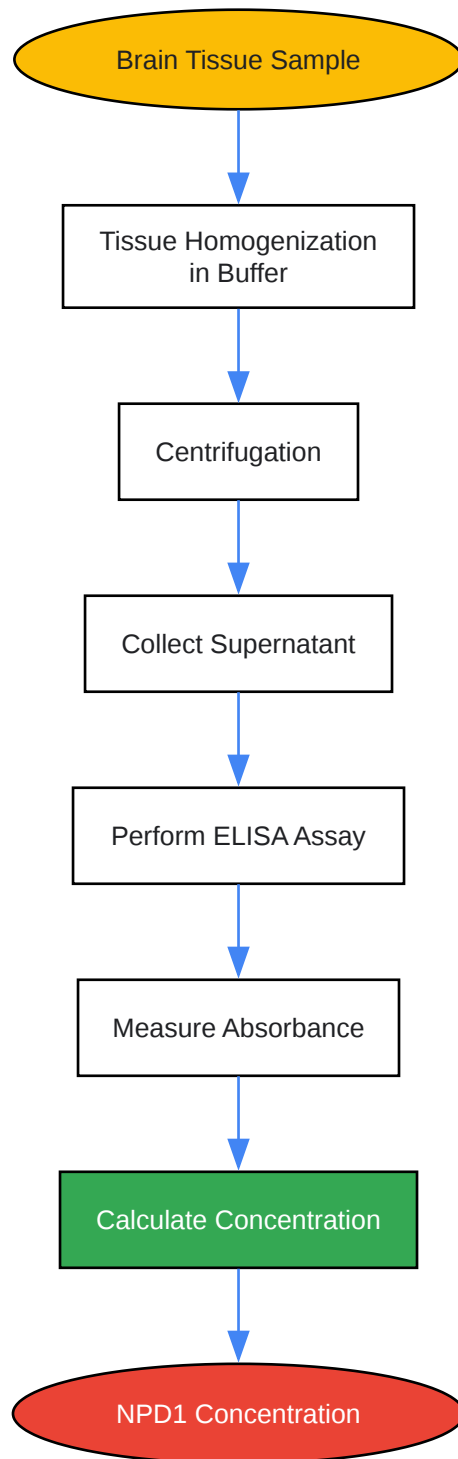 Brain Tissue Sample
Tissue Homogenization
in Buffer
Centrifugation
Collect Supernatant
Perform ELISA Assay
Measure Absorbance
Calculate Concentration
NPD1 Concentration